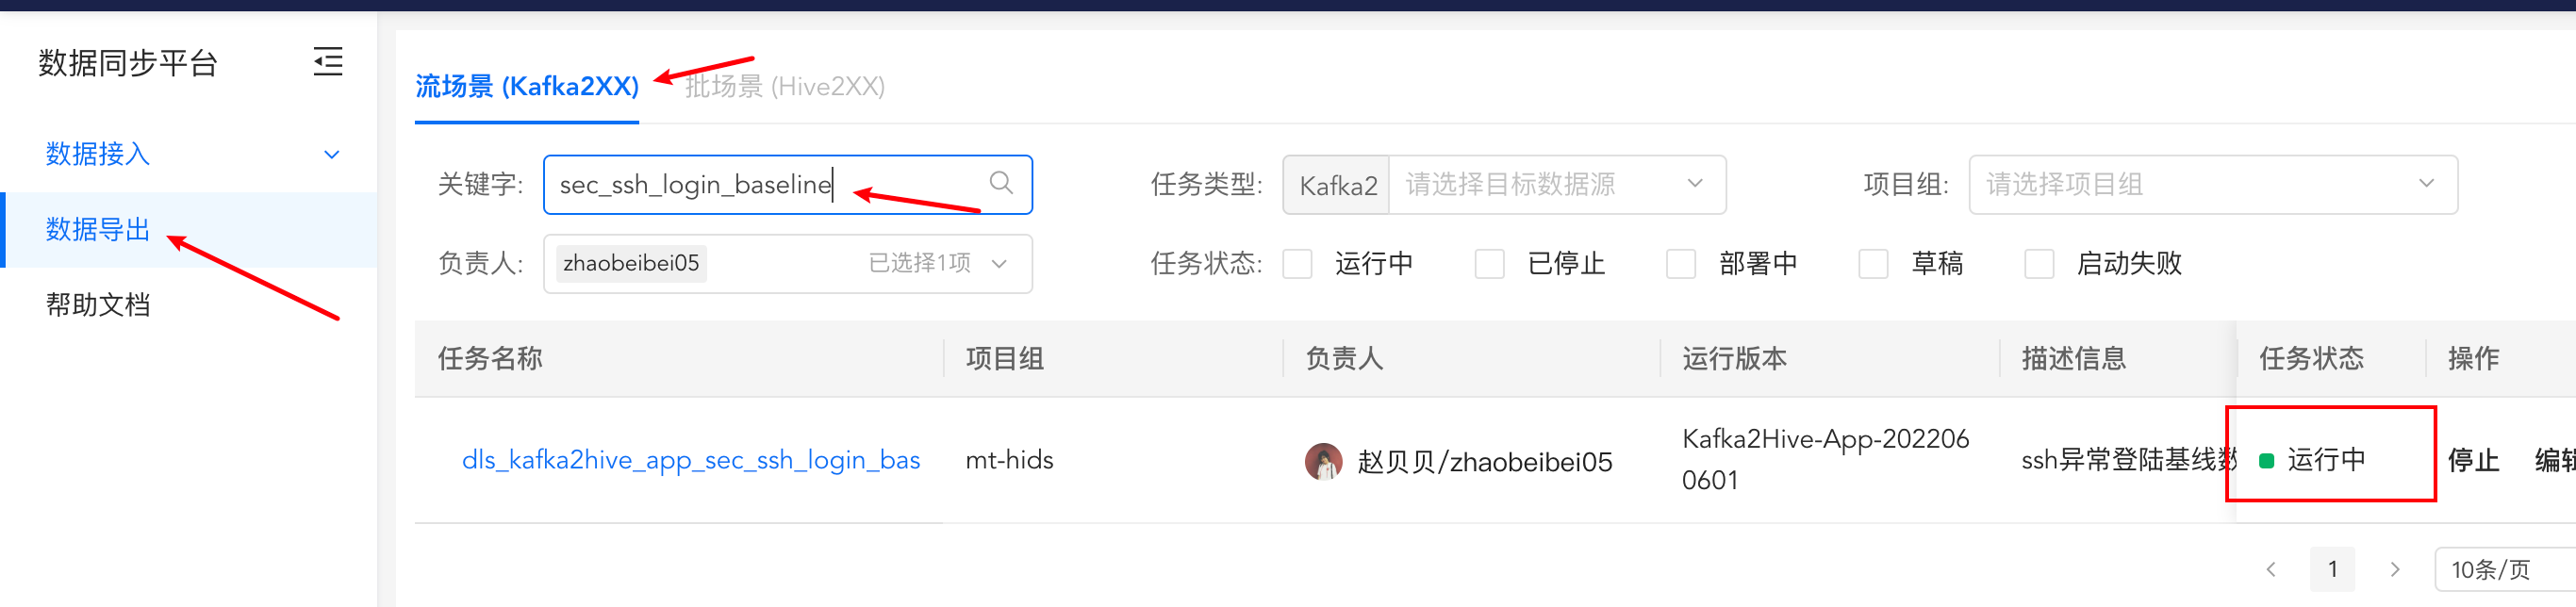 数据同步平台
数据接入
数据导出
帮助文档
流场景 (Kafka2XX)
批场景 (Hive2XX)
关键字:
sec_ssh_login_baseline
任务类型:
Kafka2
请选择目标数据源
项目组:
请选择项目组
负责人:
zhaobeibei05
已选择1项
任务状态:
运行中
已停止
部署中
草稿
启动失败
任务名称
项目组
负责人
运行版本
描述信息
任务状态
操作
dls_kafka2hive_app_sec_ssh_login_bas
mt-hids
赵贝贝/zhaobeibei05
Kafka2Hive-App-202206
0601
ssh异常登陆基线数
运行中
停止
编辑
1
10条/页